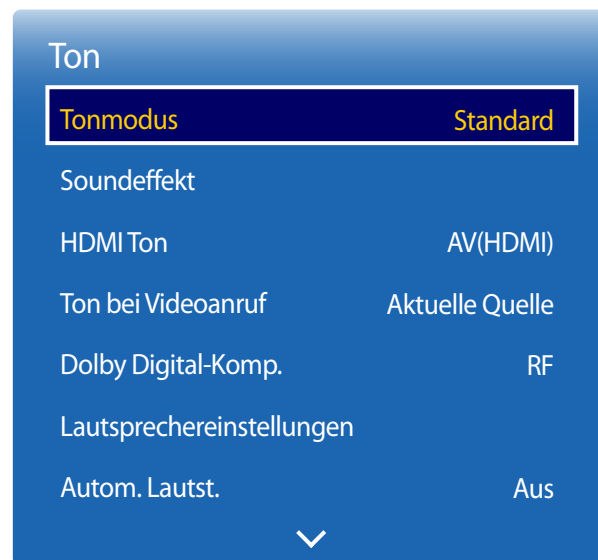 Ton
Tonmodus Standard
Soundeffekt
HDMI Ton AV(HDMI)
Ton bei Videoanruf Aktuelle Quelle
Dolby Digital-Komp. RF
Lautsprechereinstellungen
Autom. Lautst. Aus